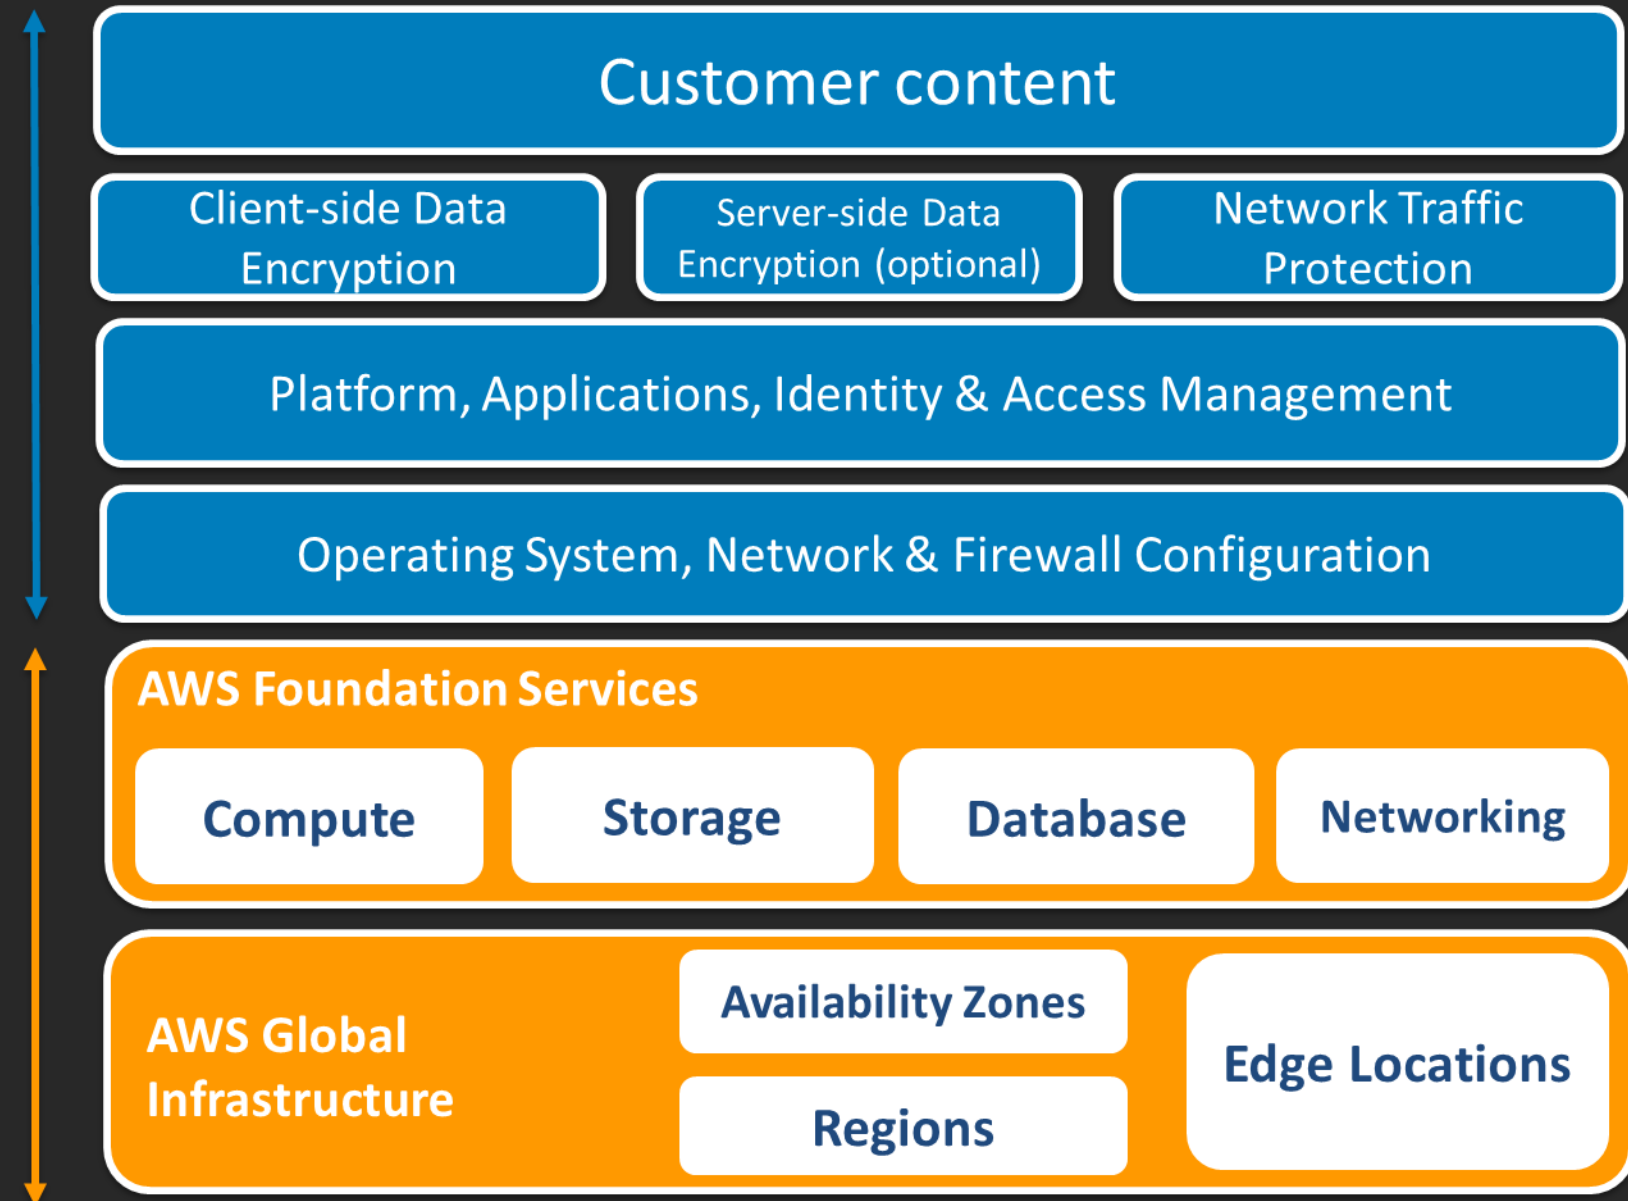 Customer content
Client-side Data
Encryption
Server-side Data
Encryption (optional)
Network Traffic
Protection
Platform, Applications, Identity & Access Management
Operating System, Network & Firewall Configuration
AWS Foundation Services
Compute
Storage
Database
Networking
AWS Global
Infrastructure
Availability Zones
Regions
Edge Locations